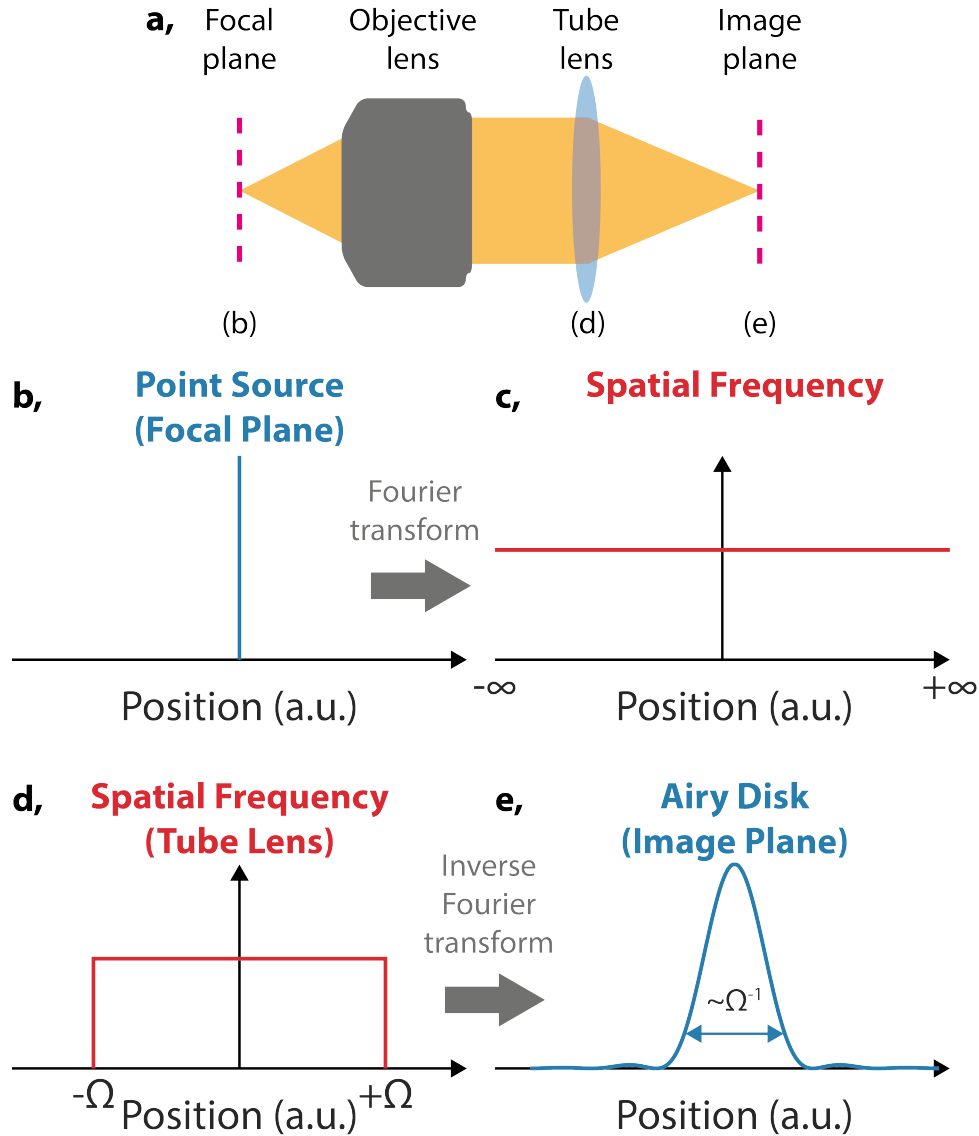 a, Focal plane
Objective lens
Tube lens
Image plane
(b) (d) (e)
b, Point Source
(Focal Plane)
Fourier
transform
Position (a.u.)
c, Spatial Frequency
-∞ +∞
Position (a.u.)
d, Spatial Frequency
(Tube Lens)
-Ω +Ω
Position (a.u.)
Inverse
Fourier
transform
e, Airy Disk
(Image Plane)
~Ω⁻¹
Position (a.u.)